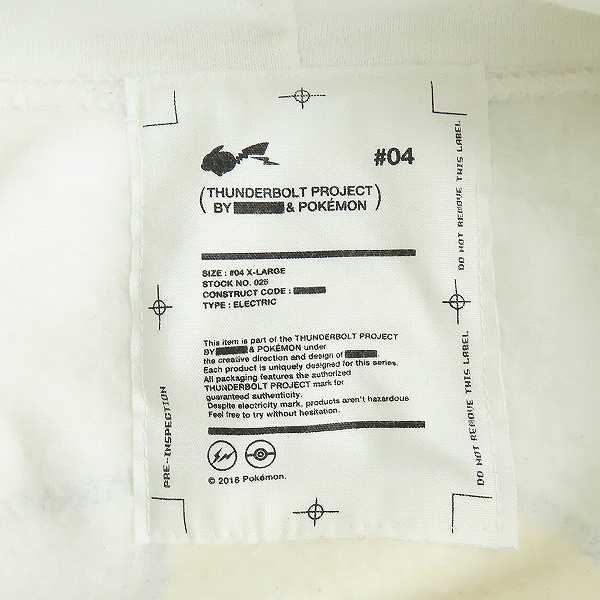 #04
(THUNDERBOLT PROJECT
BY & POKÉMON)
SIZE : #04 X-LARGE
STOCK NO. 025
CONSTRUCT CODE :
TYPE : ELECTRIC
This item is part of the THUNDERBOLT PROJECT
BY & POKÉMON under
the creative direction and design of .
Each product is uniquely designed for this series.
All packaging features the authorized
THUNDERBOLT PROJECT mark for
guaranteed authenticity.
Despite electricity mark, products aren't hazardous
Feel free to try without hesitation.
© 2018 Pokémon.
PRE-INSPECTION
DO NOT REMOVE THIS LABEL
DO NOT REMOVE THIS LABEL